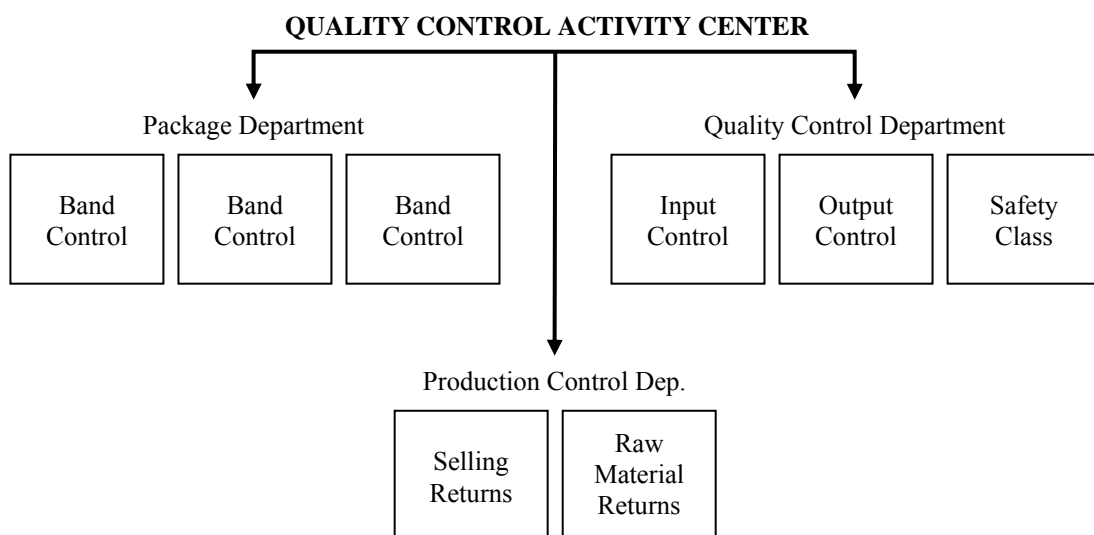 QUALITY CONTROL ACTIVITY CENTER
Package Department
Quality Control Department
Band
Control
Band
Control
Band
Control
Input
Control
Output
Control
Safety
Class
Production Control Dep.
Selling
Returns
Raw
Material
Returns